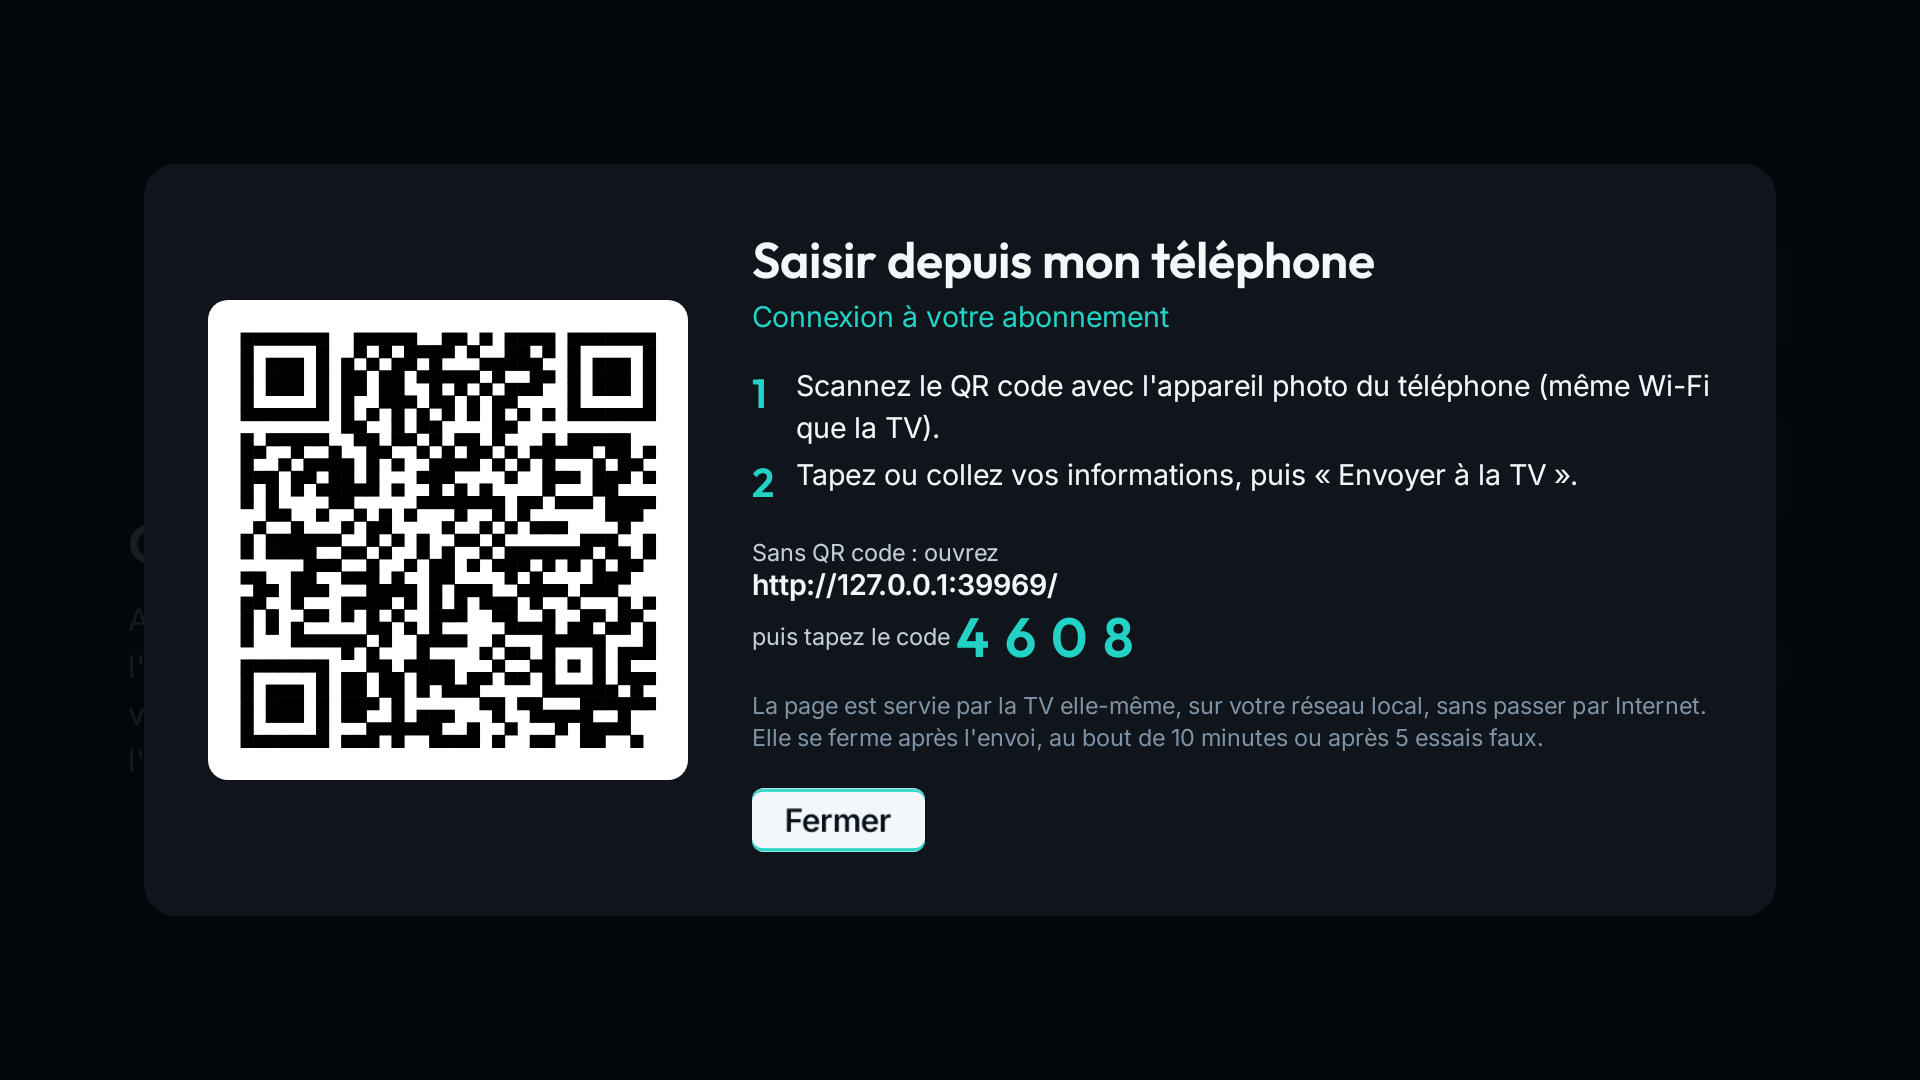 Saisir depuis mon téléphone
Connexion à votre abonnement
1 Scannez le QR code avec l'appareil photo du téléphone (même Wi-Fi
que la TV).
2 Tapez ou collez vos informations, puis « Envoyer à la TV ».
Sans QR code : ouvrez
http://127.0.0.1:39969/
puis tapez le code 4 6 0 8
La page est servie par la TV elle-même, sur votre réseau local, sans passer par Internet.
Elle se ferme après l'envoi, au bout de 10 minutes ou après 5 essais faux.
Fermer